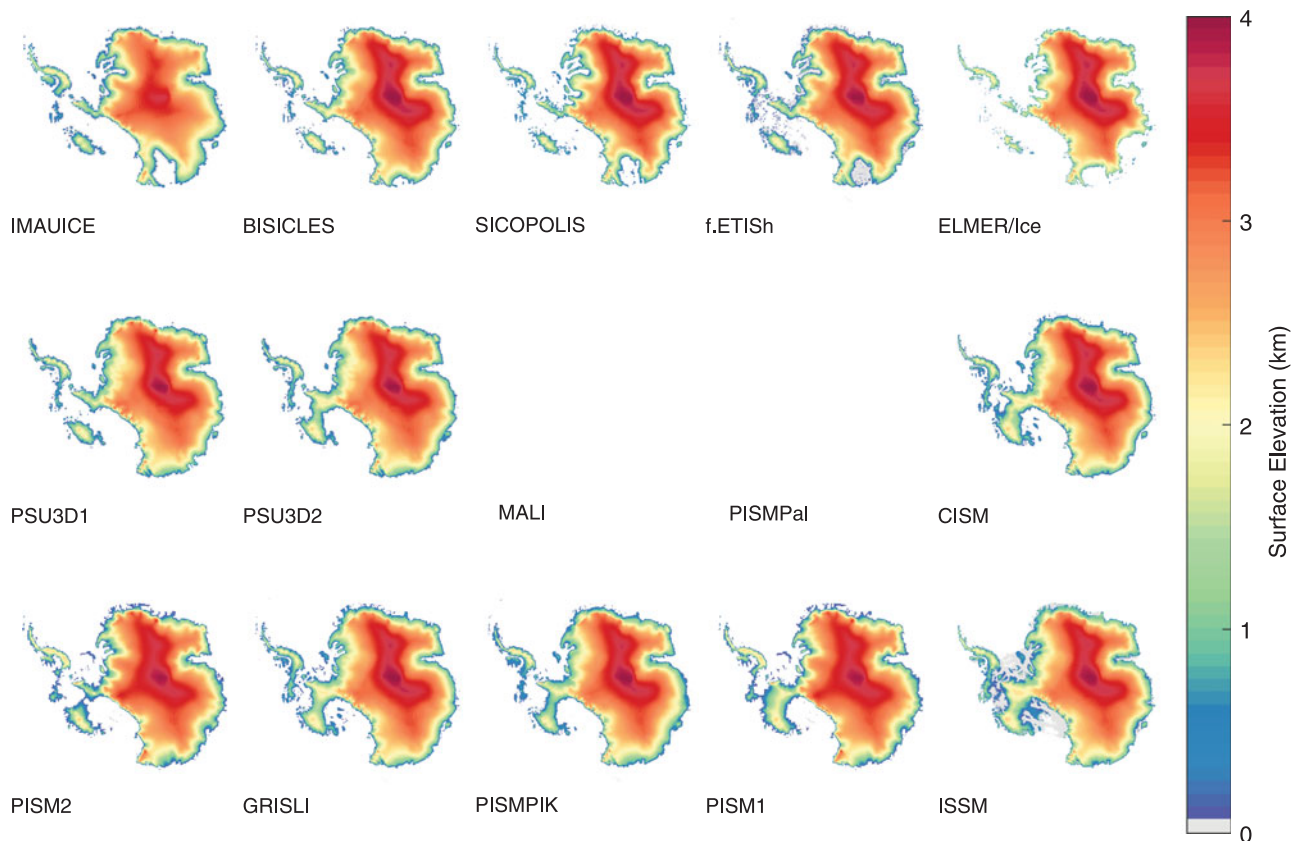 IMAUICE BISICLES SICOPOLIS f.ETISh ELMER/Ice
PSU3D1 PSU3D2 MALI PISMPal CISM
PISM2 GRISLI PISMPIK PISM1 ISSM
4
3
2
1
0
Surface Elevation (km)